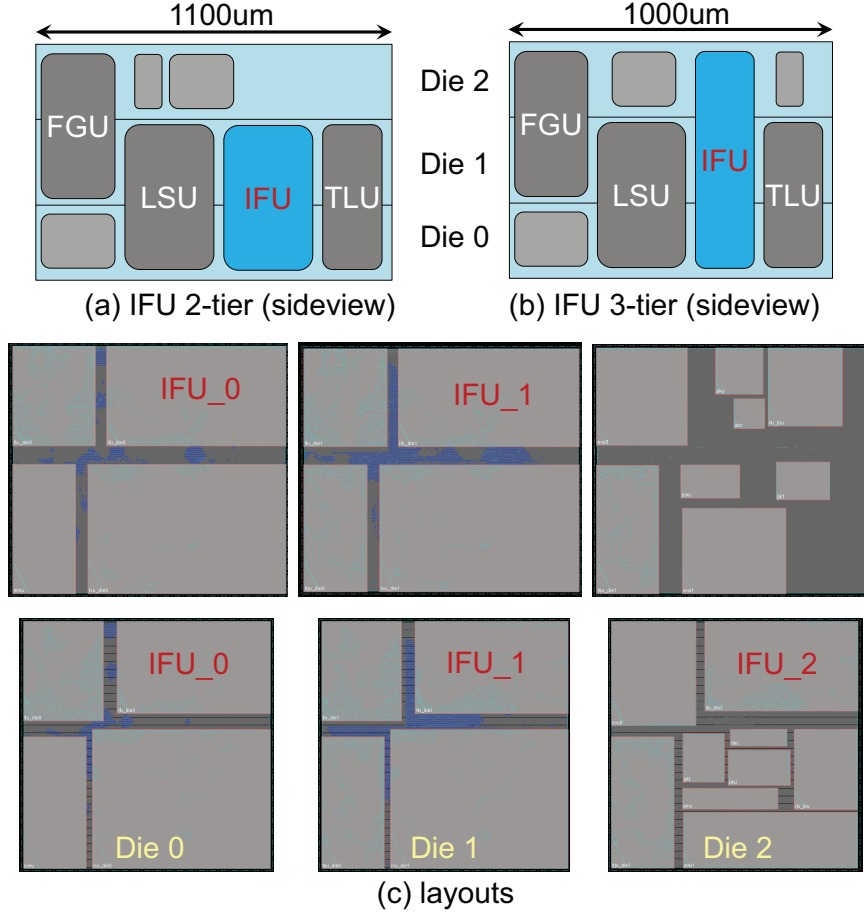 1100um
1000um
FGU
LSU
IFU
TLU
Die 2
Die 1
Die 0
FGU
LSU
IFU
TLU
(a) IFU 2-tier (sideview)
(b) IFU 3-tier (sideview)
IFU_0
IFU_1
IFU_0
IFU_1
IFU_2
Die 0
Die 1
Die 2
(c) layouts